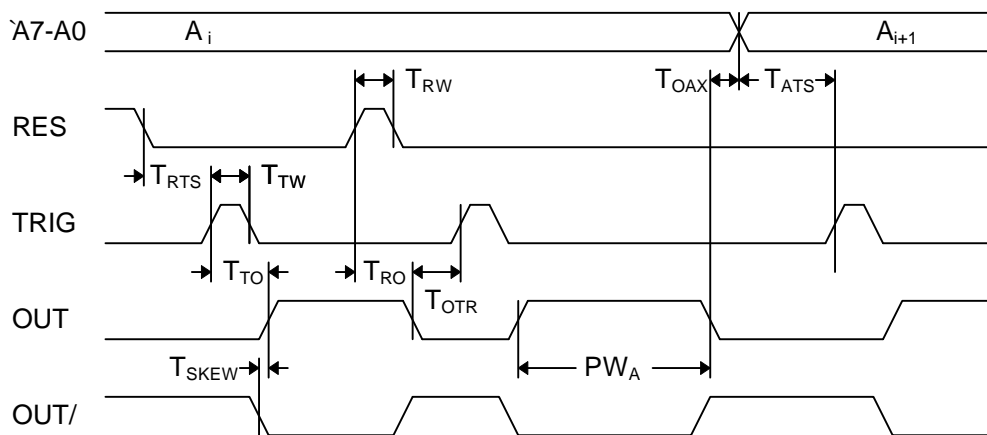 `A7-A0 A i A i+1
T RW T OAX T ATS
RES
T RTS T TW
TRIG
T TO T RO T OTR
OUT
T SKEW PW A
OUT/